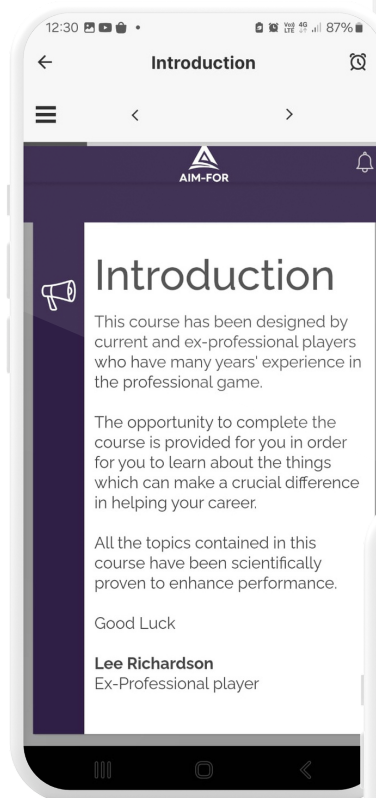 12:30
Vo)) 4G
LTE
87%
Introduction
AIM-FOR
Introduction
This course has been designed by
current and ex-professional players
who have many years' experience in
the professional game.
The opportunity to complete the
course is provided for you in order
for you to learn about the things
which can make a crucial difference
in helping your career.
All the topics contained in this
course have been scientifically
proven to enhance performance.
Good Luck
Lee Richardson
Ex-Professional player